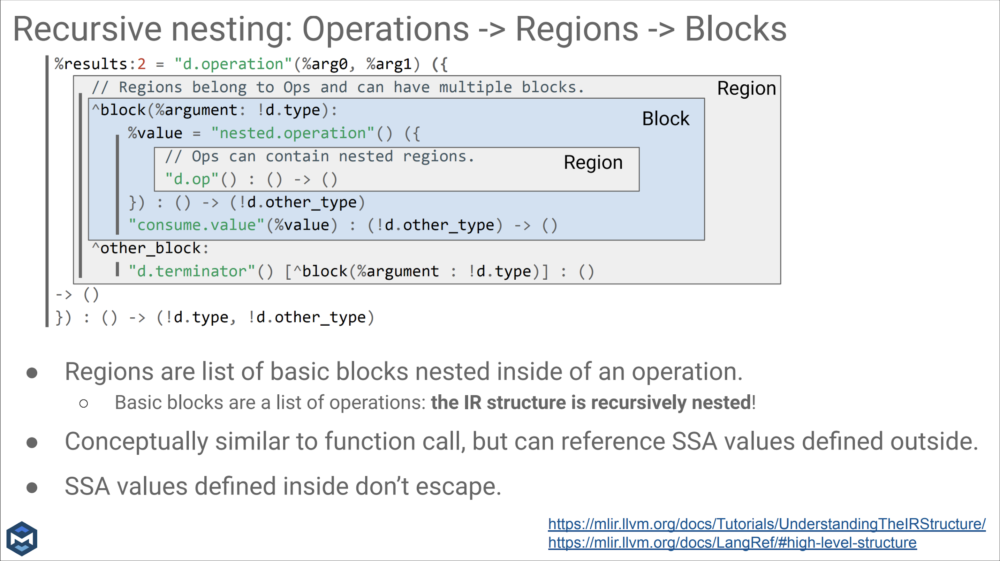 Recursive nesting: Operations -> Regions -> Blocks
%results:2 = "d.operation"(%arg0, %arg1) ({
// Regions belong to Ops and can have multiple blocks.
Region
^block(%argument: !d.type):
Block
%value = "nested.operation"() ({
// Ops can contain nested regions.
Region
"d.op"() : () -> ()
}) : () -> (!d.other_type)
"consume.value"(%value) : (!d.other_type) -> ()
^other_block:
"d.terminator"() [^block(%argument : !d.type)] : ()
-> ()
}) : () -> (!d.type, !d.other_type)
● Regions are list of basic blocks nested inside of an operation.
○ Basic blocks are a list of operations: the IR structure is recursively nested!
● Conceptually similar to function call, but can reference SSA values defined outside.
● SSA values defined inside don’t escape.
https://mlir.llvm.org/docs/Tutorials/UnderstandingTheIRStructure/
https://mlir.llvm.org/docs/LangRef/#high-level-structure